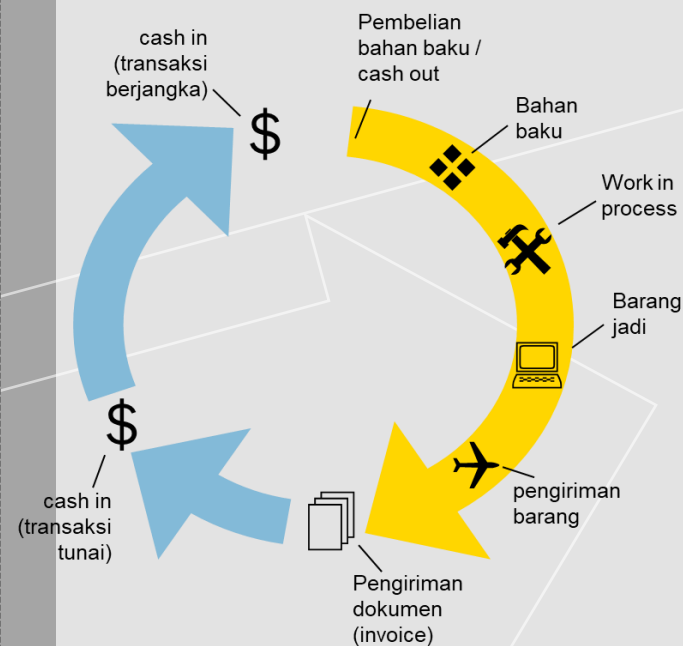 Pembelian
bahan baku /
cash out
Bahan
baku
Work in
process
Barang
jadi
pengiriman
barang
Pengiriman
dokumen
(invoice)
cash in
(transaksi
tunai)
$
cash in
(transaksi
berjangka)
$